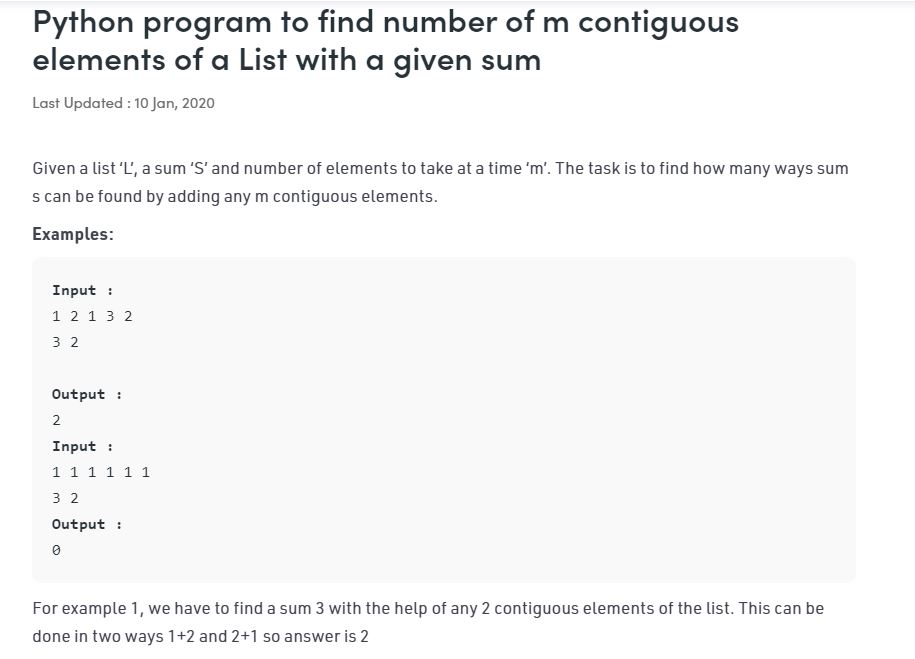 Python program to find number of m contiguous
elements of a List with a given sum
Last Updated : 10 Jan, 2020
Given a list ‘L’, a sum ‘S’ and number of elements to take at a time ‘m’. The task is to find how many ways sum
s can be found by adding any m contiguous elements.
Examples:
Input :
1 2 1 3 2
3 2
Output :
2
Input :
1 1 1 1 1 1
3 2
Output :
0
For example 1, we have to find a sum 3 with the help of any 2 contiguous elements of the list. This can be
done in two ways 1+2 and 2+1 so answer is 2